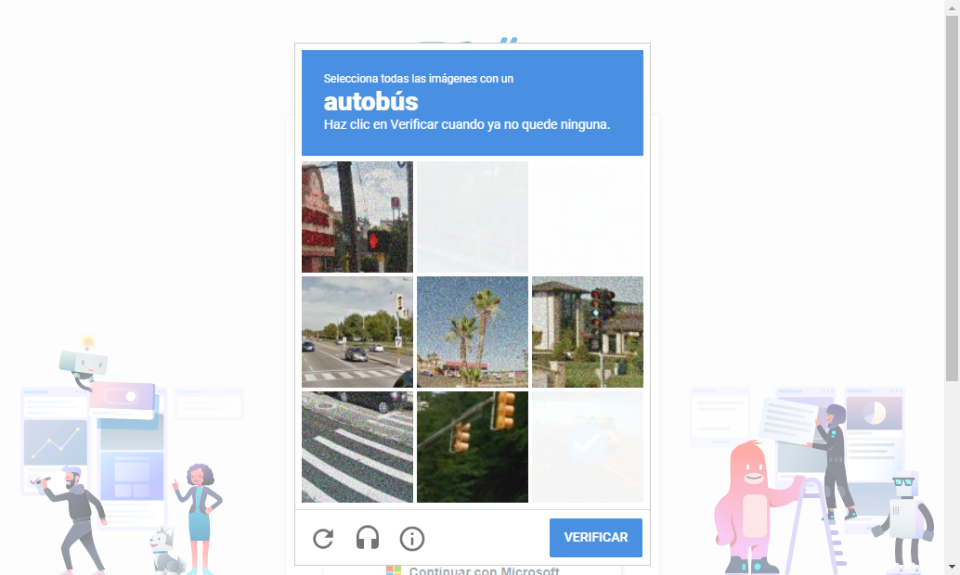 Selecciona todas las imágenes con un
autobús
Haz clic en Verificar cuando ya no quede ninguna.
VERIFICAR
Continuar con Microsoft